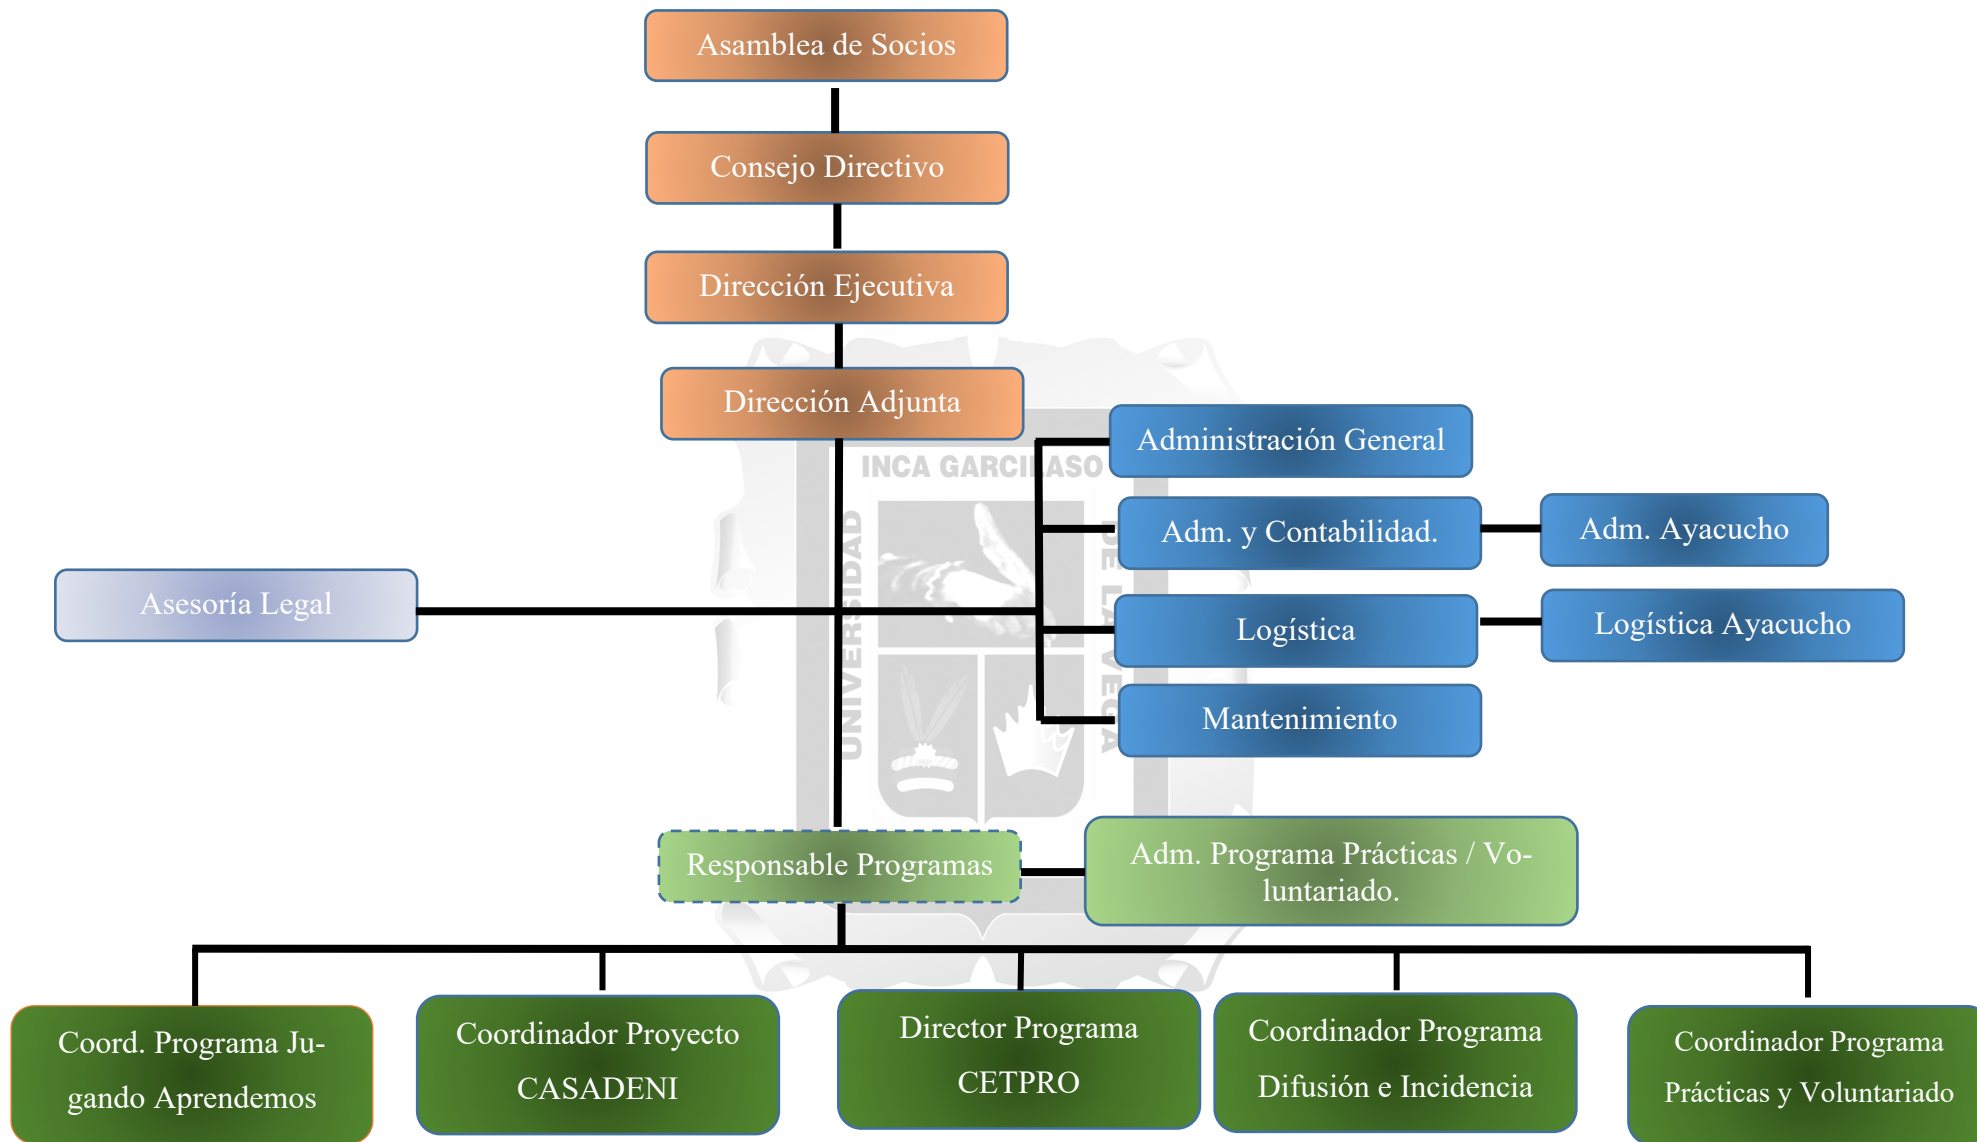 Asamblea de Socios
Consejo Directivo
Dirección Ejecutiva
Dirección Adjunta
Administración General
INCA GARCILASO
UNIVERSIDAD
DE LA VEGA
Adm. y Contabilidad.
Adm. Ayacucho
Asesoría Legal
Logística
Logística Ayacucho
Mantenimiento
Responsable Programas
Adm. Programa Prácticas / Vo-
luntariado.
Coord. Programa Ju-
gando Aprendemos
Coordinador Proyecto
CASADENI
Director Programa
CETPRO
Coordinador Programa
Difusión e Incidencia
Coordinador Programa
Prácticas y Voluntariado